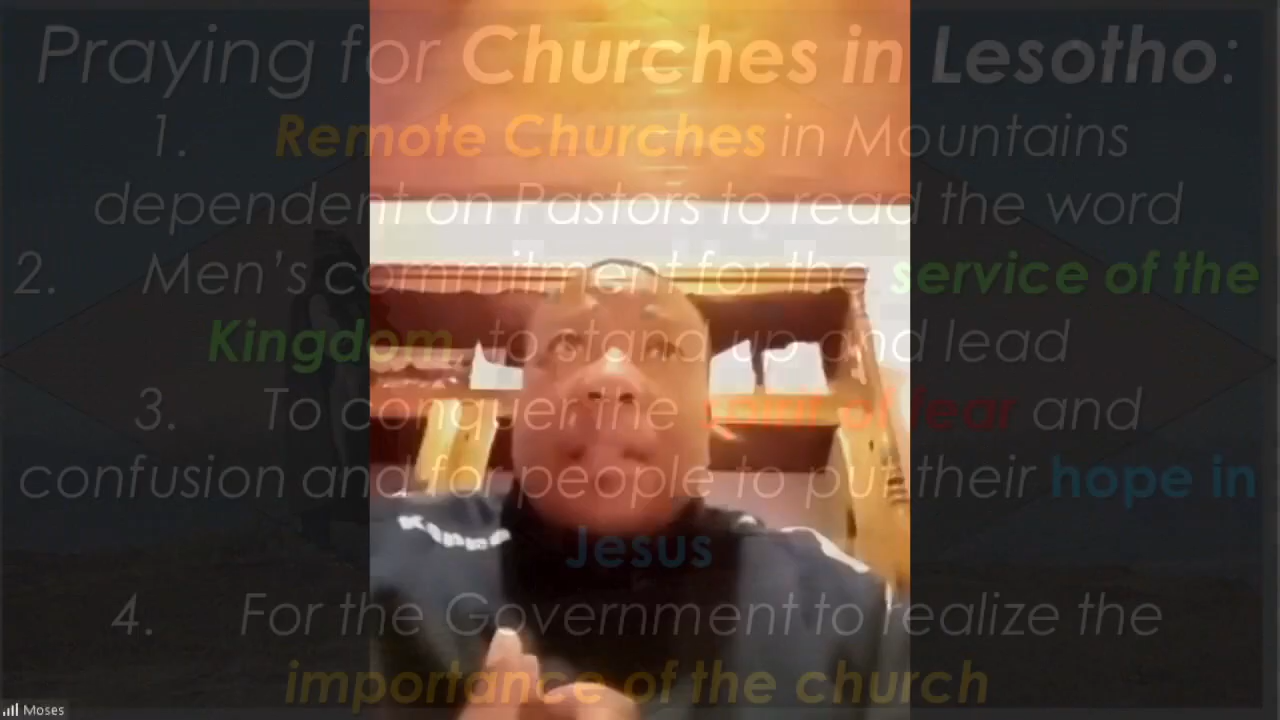 Praying for Churches in Lesotho:
1. Remote Churches in Mountains
dependent on Pastors to read the word
2. Men's commitment for the service of the
Kingdom, to stand up and lead
3. To conquer the spirit of fear and
confusion and for people to put their hope in
Jesus
4. For the Government to realize the
importance of the church
Moses